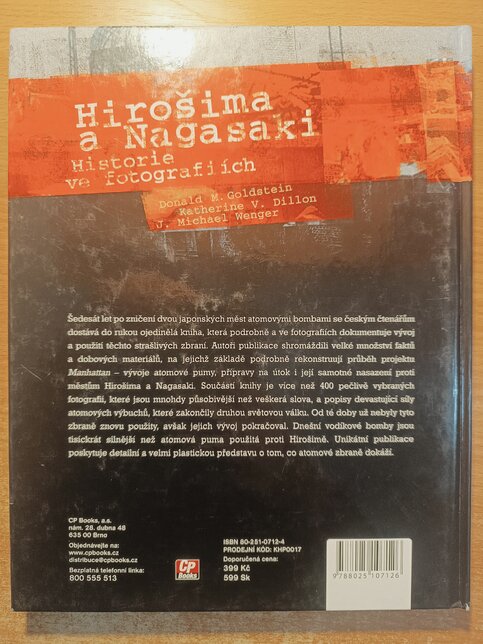 Hirošima
a Nagasaki
Historie
ve fotografiích
Donald M. Goldstein
Katherine V. Dillon
J. Michael Wenger
Šedesát let po zničení dvou japonských měst atomovými bombami se českým čtenářům
dostává do rukou ojedinělá kniha, která podrobně a ve fotografiích dokumentuje vývoj
a použití těchto strašlivých zbraní. Autoři publikace shromáždili velké množství faktů
a dobových materiálů, na jejichž základě podrobně rekonstruují průběh projektu
Manhattan – vývoje atomové pumy, přípravy na útok i její samotné nasazení proti
městům Hirošima a Nagasaki. Součástí knihy je více než 400 pečlivě vybraných
fotografií, které jsou mnohdy působivější než veškerá slova, a popisy devastující síly
atomových výbuchů, které zakončily druhou světovou válku. Od té doby už nebyly tyto
zbraně znovu použity, avšak jejich vývoj pokračoval. Dnešní vodíkové bomby jsou
tisíckrát silnější než atomová puma použitá proti Hirošimě. Unikátní publikace
poskytuje detailní a velmi plastickou představu o tom, co atomové zbraně dokáží.
CP Books, a.s.
nám. 28. dubna 48
635 00 Brno
Objednávejte na:
www.cpbooks.cz
distribuce@cpbooks.cz
Bezplatná telefonní linka:
800 555 513
CP
Books
ISBN 80-251-0712-4
PRODEJNÍ KÓD: KHP0017
Doporučená cena:
399 Kč
599 Sk
9 788025 107126